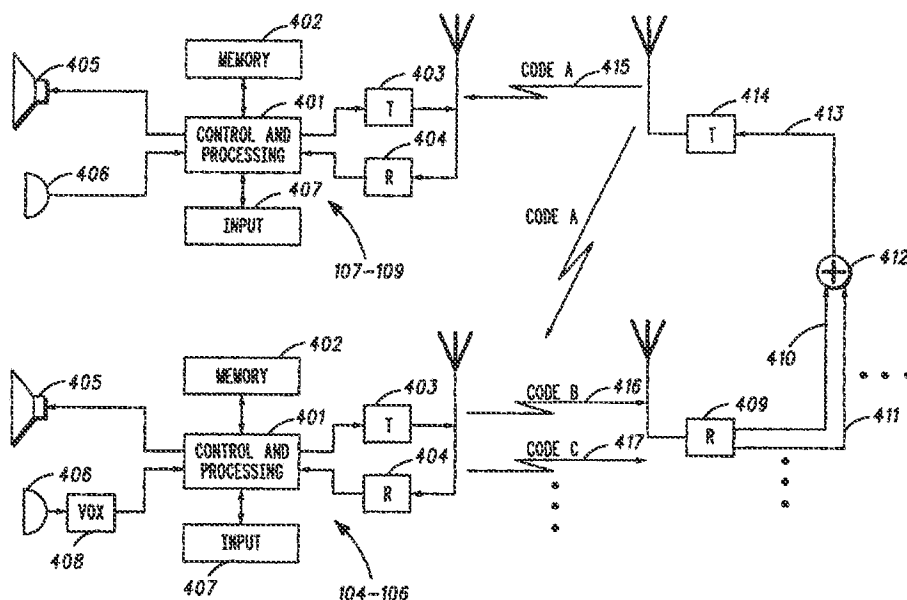 402
MEMORY
405
401
403
T
CODE A
415
414
T
413
CONTROL AND
PROCESSING
404
R
406
407
INPUT
107-109
CODE A
412
410
402
MEMORY
405
401
403
T
CODE B
416
409
R
411
CONTROL AND
PROCESSING
404
R
CODE C
417
406
VOX
408
INPUT
407
104-106